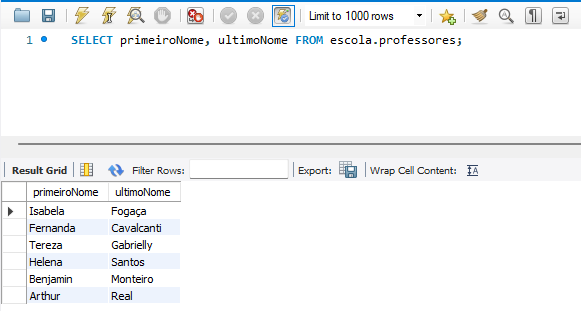 Limit to 1000 rows
1 SELECT primeiroNome, ultimoNome FROM escola.professores;
Result Grid Filter Rows: Export: Wrap Cell Content:
primeiroNome ultimoNome
Isabela Fogaça
Fernanda Cavalcanti
Tereza Gabrielly
Helena Santos
Benjamin Monteiro
Arthur Real